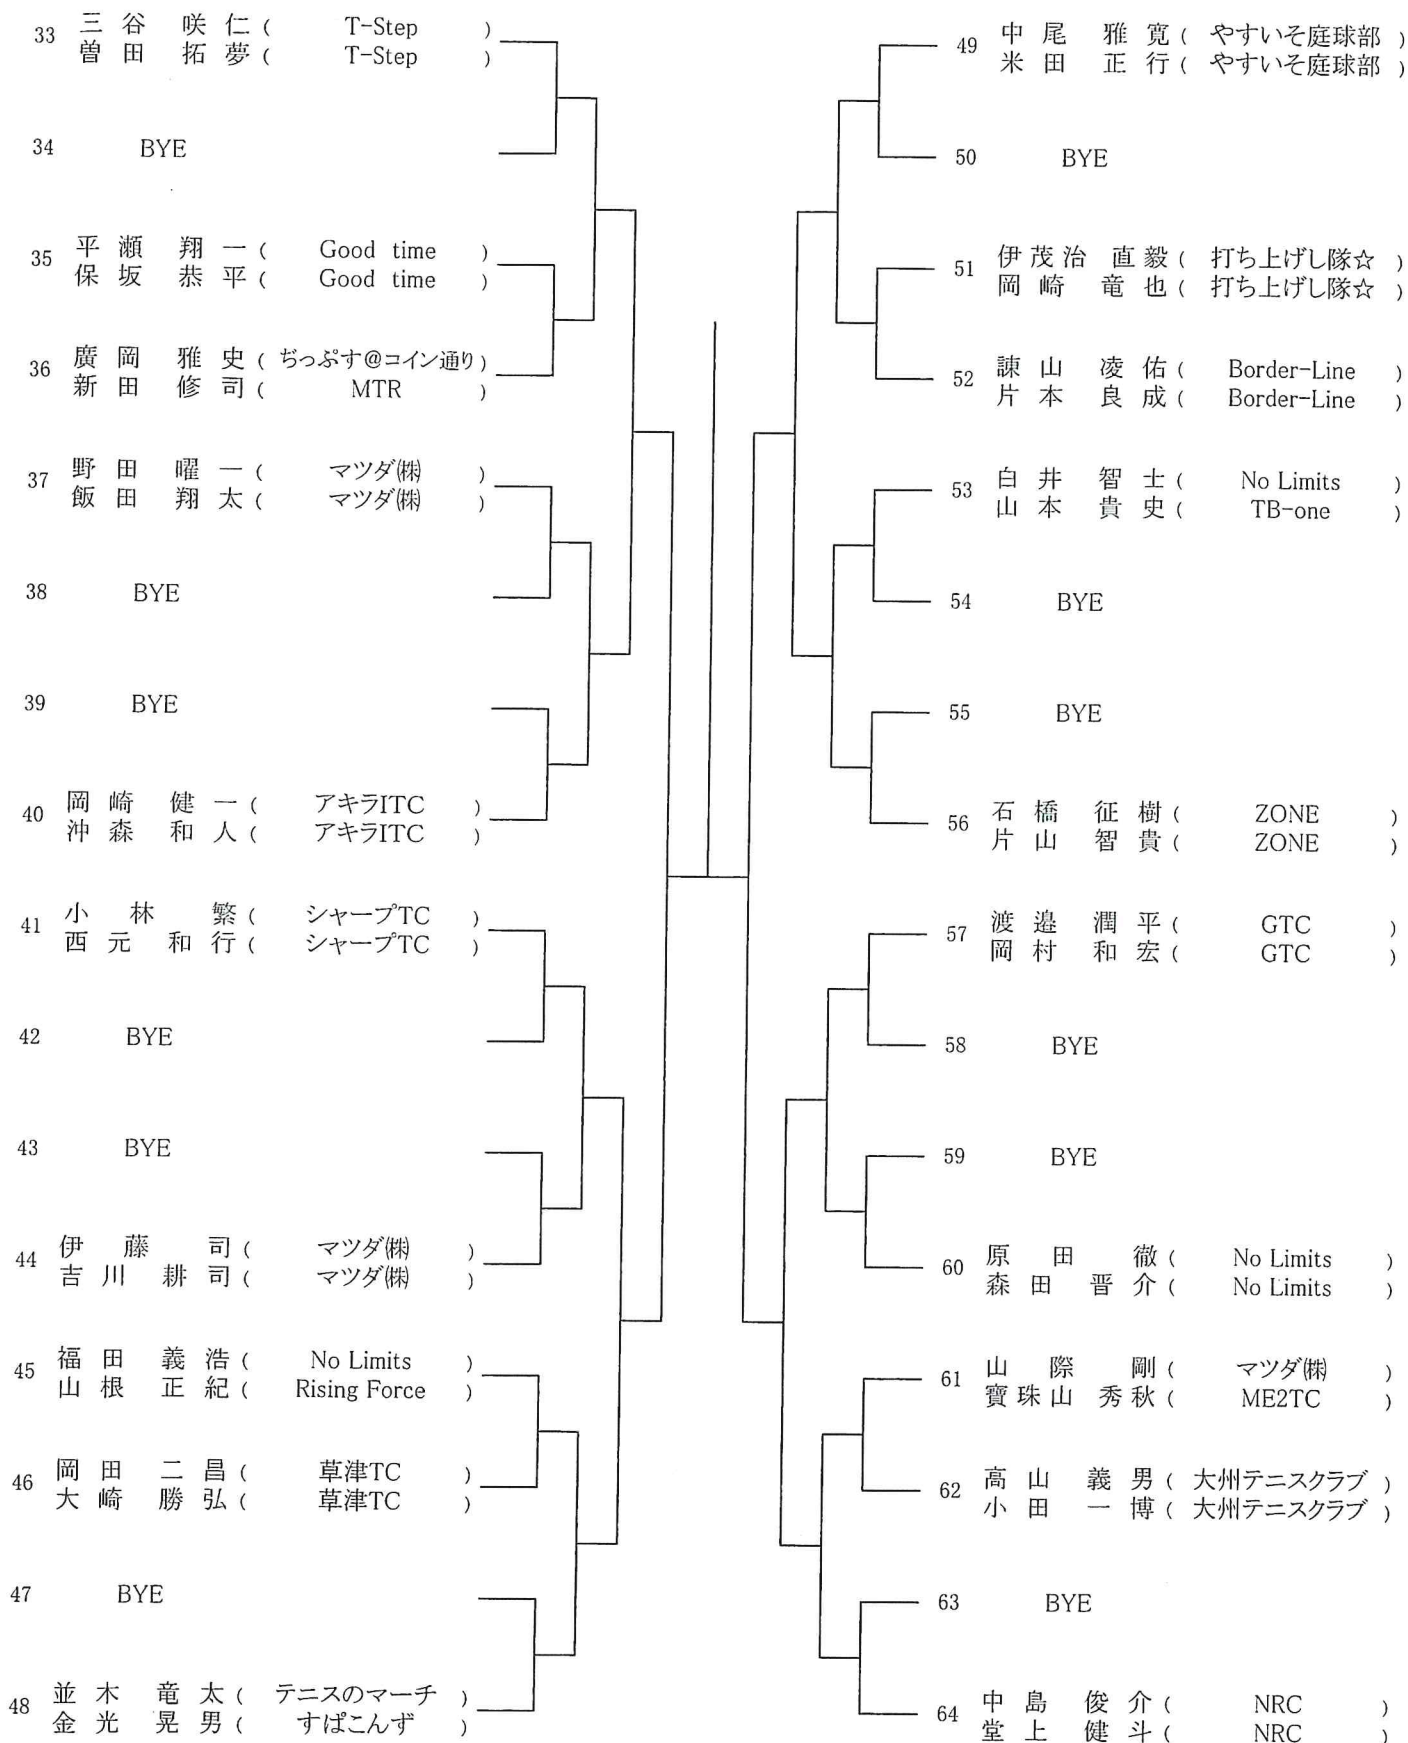 33 三谷 咲仁 ( T-Step )
曽田 拓夢 ( T-Step )
34 BYE
35 平瀬 翔一 ( Good time )
保坂 恭平 ( Good time )
36 廣岡 雅史 ( ぢっぷす@コイン通り )
新田 修司 ( MTR )
37 野田 曜一 ( マツダ㈱ )
飯田 翔太 ( マツダ㈱ )
38 BYE
39 BYE
40 岡崎 健一 ( アキラITC )
沖森 和人 ( アキラITC )
41 小林 繁 ( シャープTC )
西元 和行 ( シャープTC )
42 BYE
43 BYE
44 伊藤 司 ( マツダ㈱ )
吉川 耕司 ( マツダ㈱ )
45 福田 義浩 ( No Limits )
山根 正紀 ( Rising Force )
46 岡田 二昌 ( 草津TC )
大崎 勝弘 ( 草津TC )
47 BYE
48 並木 竜太 ( テニスのマーチ )
金光 晃男 ( すぱこんず )
49 中尾 雅寛 ( やすいそ庭球部 )
米田 正行 ( やすいそ庭球部 )
50 BYE
51 伊茂治 直毅 ( 打ち上げし隊☆ )
岡崎 竜也 ( 打ち上げし隊☆ )
52 諫山 凌佑 ( Border-Line )
片本 良成 ( Border-Line )
53 白井 智士 ( No Limits )
山本 貴史 ( TB-one )
54 BYE
55 BYE
56 石橋 征樹 ( ZONE )
片山 智貴 ( ZONE )
57 渡邉 潤平 ( GTC )
岡村 和宏 ( GTC )
58 BYE
59 BYE
60 原田 徹 ( No Limits )
森田 晋介 ( No Limits )
61 山際 剛 ( マツダ㈱ )
寶珠山 秀秋 ( ME2TC )
62 高山 義男 ( 大州テニスクラブ )
小田 一博 ( 大州テニスクラブ )
63 BYE
64 中島 俊介 ( NRC )
堂上 健斗 ( NRC )